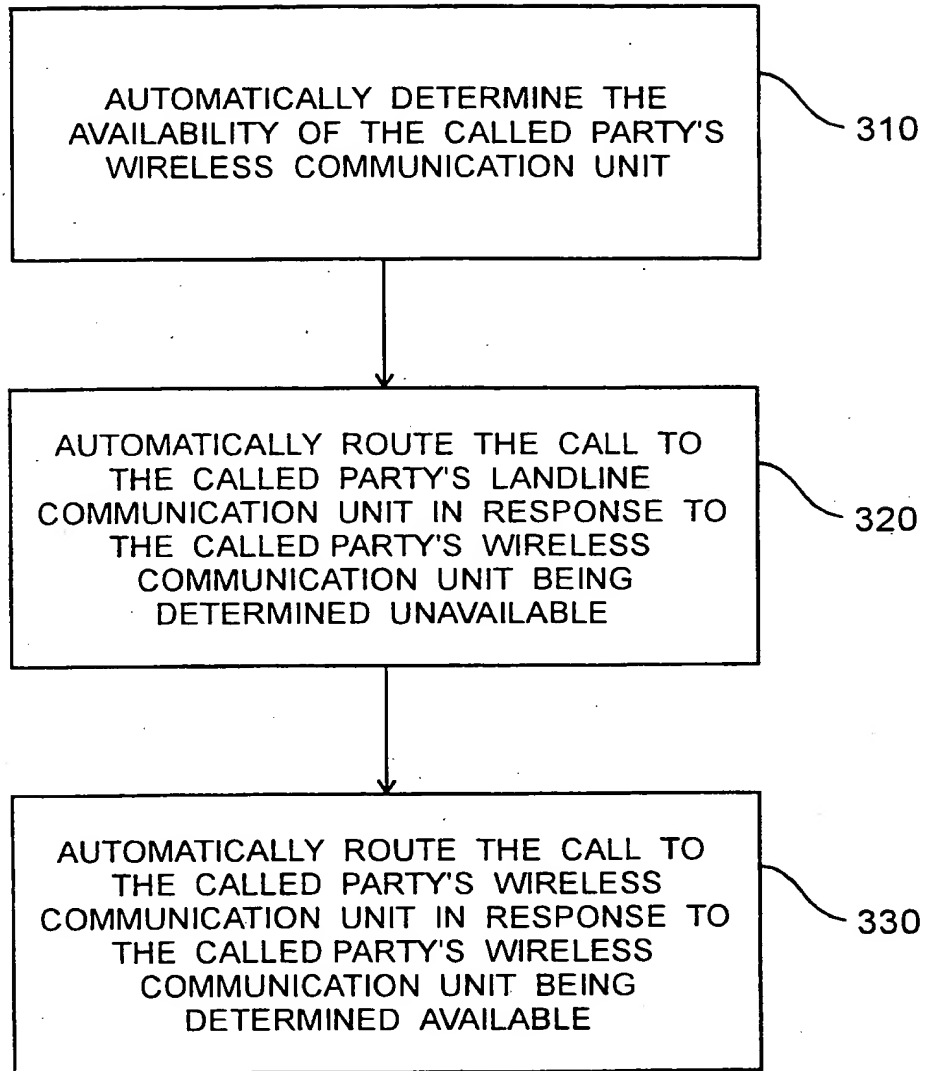 AUTOMATICALLY DETERMINE THE
AVAILABILITY OF THE CALLED PARTY'S
WIRELESS COMMUNICATION UNIT
310
AUTOMATICALLY ROUTE THE CALL TO
THE CALLED PARTY'S LANDLINE
COMMUNICATION UNIT IN RESPONSE TO
THE CALLED PARTY'S WIRELESS
COMMUNICATION UNIT BEING
DETERMINED UNAVAILABLE
320
AUTOMATICALLY ROUTE THE CALL TO
THE CALLED PARTY'S WIRELESS
COMMUNICATION UNIT IN RESPONSE TO
THE CALLED PARTY'S WIRELESS
COMMUNICATION UNIT BEING
DETERMINED AVAILABLE
330